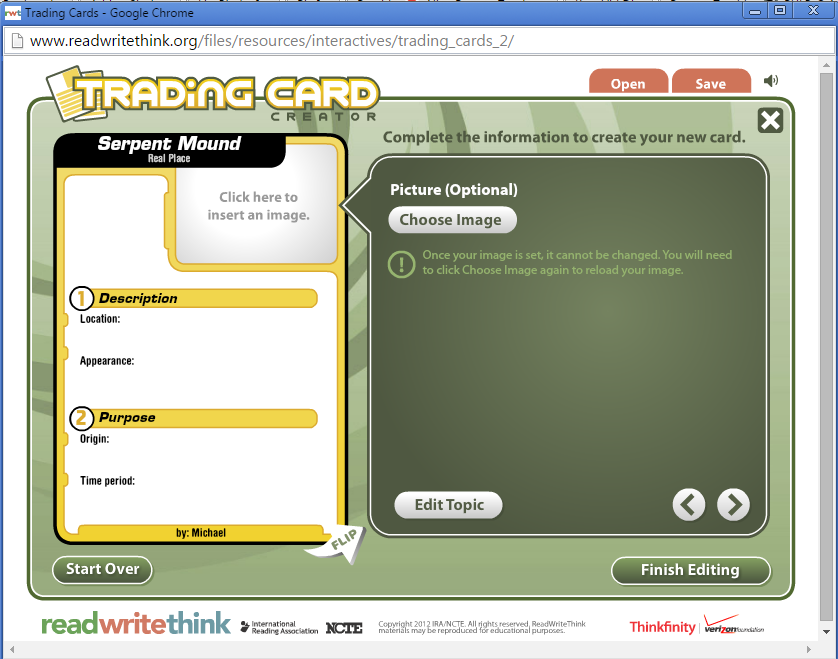 rwt Trading Cards - Google Chrome
www.readwritethink.org/files/resources/interactives/trading_cards_2/
TRADING CARD
CREATOR
Open
Save
Complete the information to create your new card.
Serpent Mound
Real Place
Click here to
insert an image.
1 Description
Location:
Appearance:
2 Purpose
Origin:
Time period:
by: Michael
FLIP
Picture (Optional)
Choose Image
! Once your image is set, it cannot be changed. You will need
to click Choose Image again to reload your image.
Edit Topic
Start Over
Finish Editing
readwritethink
International
Reading Association
NCTE
Copyright 2012 IRA/NCTE. All rights reserved. ReadWriteThink
materials may be reproduced for educational purposes.
Thinkfinity
verizon foundation